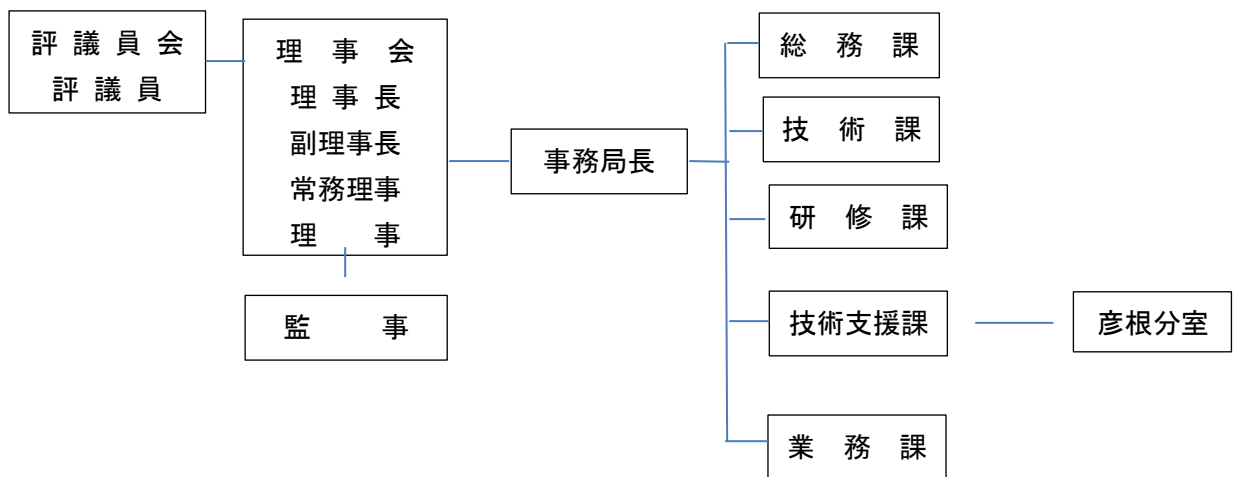 評議員会
評議員
理事会
理事長
副理事長
常務理事
理事
監事
事務局長
総務課
技術課
研修課
技術支援課
彦根分室
業務課